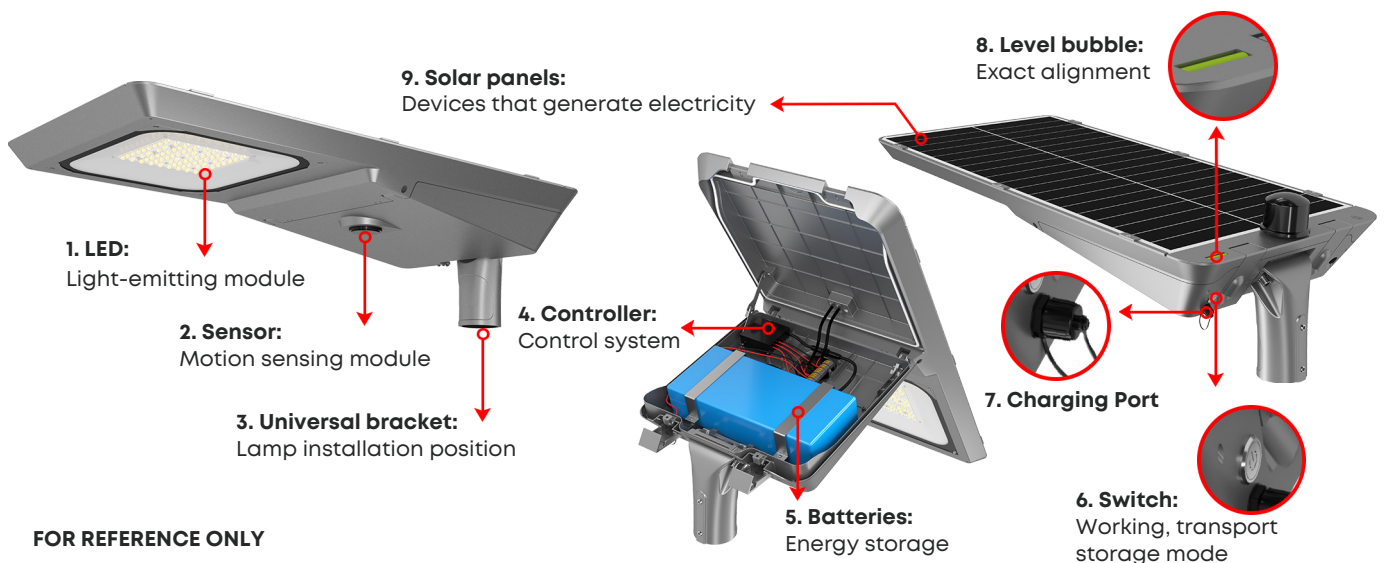 1. LED:
Light-emitting module
2. Sensor:
Motion sensing module
3. Universal bracket:
Lamp installation position
4. Controller:
Control system
5. Batteries:
Energy storage
6. Switch:
Working, transport
storage mode
7. Charging Port
8. Level bubble:
Exact alignment
9. Solar panels:
Devices that generate electricity
FOR REFERENCE ONLY